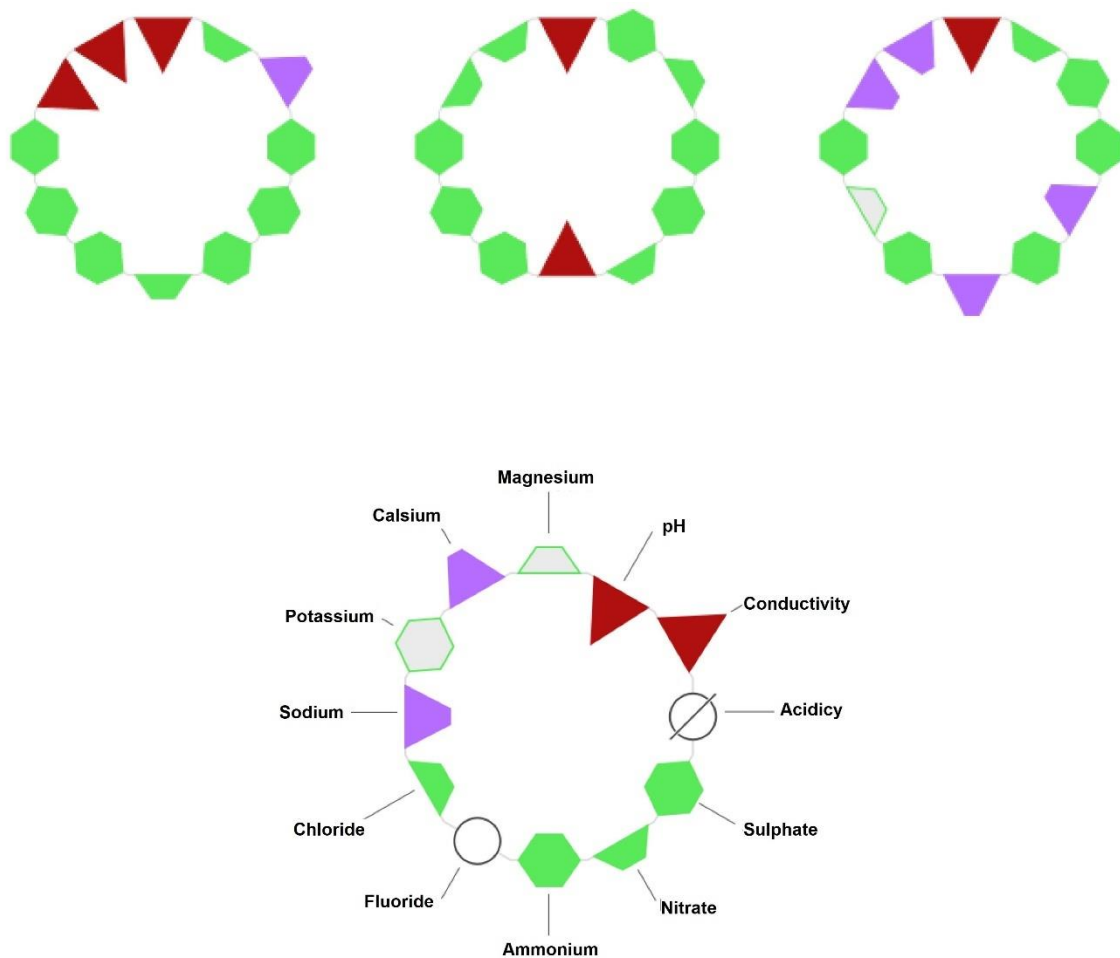 Magnesium
Calsium
pH
Potassium
Conductivity
Sodium
Acidicy
Chloride
Sulphate
Fluoride
Nitrate
Ammonium